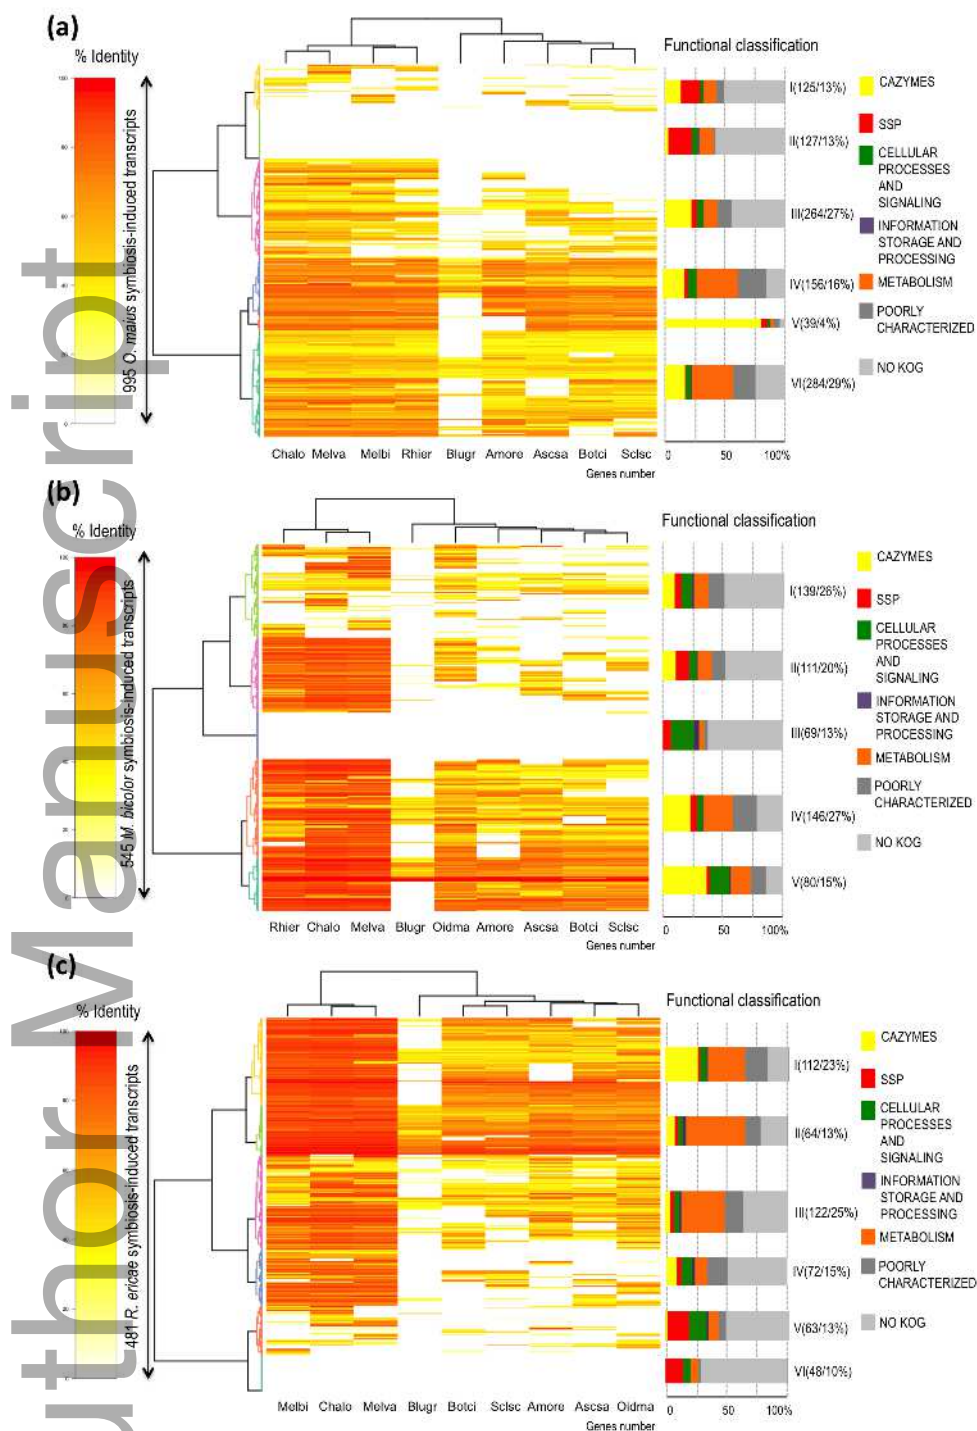 (a)
% Identity
Functional classification
995 O. maius symbiosis-induced transcripts
I(125/13%)
II(127/13%)
III(264/27%)
IV(156/16%)
V(39/4%)
VI(284/29%)
CAZYMES
SSP
CELLULAR
PROCESSES
AND
SIGNALING
INFORMATION
STORAGE AND
PROCESSING
METABOLISM
POORLY
CHARACTERIZED
NO KOG
Chalo Melva Melbi Rhier Blugr Amore Ascsa Botci Sclsc
Genes number
0 50 100%
(b)
% Identity
Functional classification
545 M. bicolor symbiosis-induced transcripts
I(139/26%)
II(111/20%)
III(69/13%)
IV(146/27%)
V(80/15%)
CAZYMES
SSP
CELLULAR
PROCESSES
AND
SIGNALING
INFORMATION
STORAGE AND
PROCESSING
METABOLISM
POORLY
CHARACTERIZED
NO KOG
Rhier Chalo Melva Blugr Oidma Amore Ascsa Botci Sclsc
Genes number
0 50 100%
(c)
% Identity
Functional classification
481 R. ericae symbiosis-induced transcripts
I(112/23%)
II(64/13%)
III(122/25%)
IV(72/15%)
V(63/13%)
VI(48/10%)
CAZYMES
SSP
CELLULAR
PROCESSES
AND
SIGNALING
INFORMATION
STORAGE AND
PROCESSING
METABOLISM
POORLY
CHARACTERIZED
NO KOG
Melbi Chalo Melva Blugr Botci Sclsc Amore Ascsa Oidma
Genes number
0 50 100%
uthor Manuscript